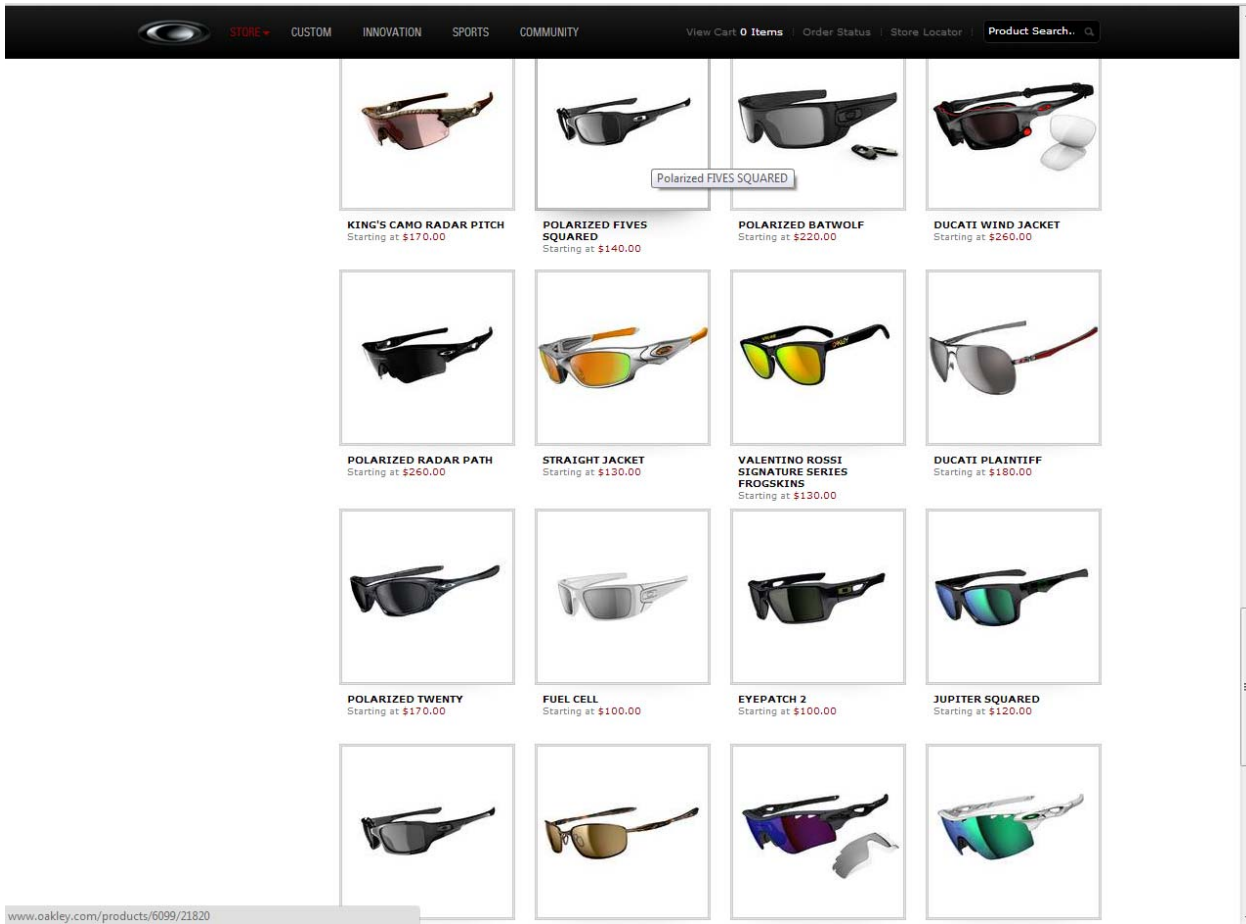 STORE CUSTOM INNOVATION SPORTS COMMUNITY View Cart 0 Items | Order Status | Store Locator | Product Search..
Polarized FIVES SQUARED
KING'S CAMO RADAR PITCH
Starting at $170.00
POLARIZED FIVES
SQUARED
Starting at $140.00
POLARIZED BATWOLF
Starting at $220.00
DUCATI WIND JACKET
Starting at $260.00
POLARIZED RADAR PATH
Starting at $260.00
STRAIGHT JACKET
Starting at $130.00
VALENTINO ROSSI
SIGNATURE SERIES
FROGSKINS
Starting at $130.00
DUCATI PLAINTIFF
Starting at $180.00
POLARIZED TWENTY
Starting at $170.00
FUEL CELL
Starting at $100.00
EYEPATCH 2
Starting at $100.00
JUPITER SQUARED
Starting at $120.00
www.oakley.com/products/6099/21820